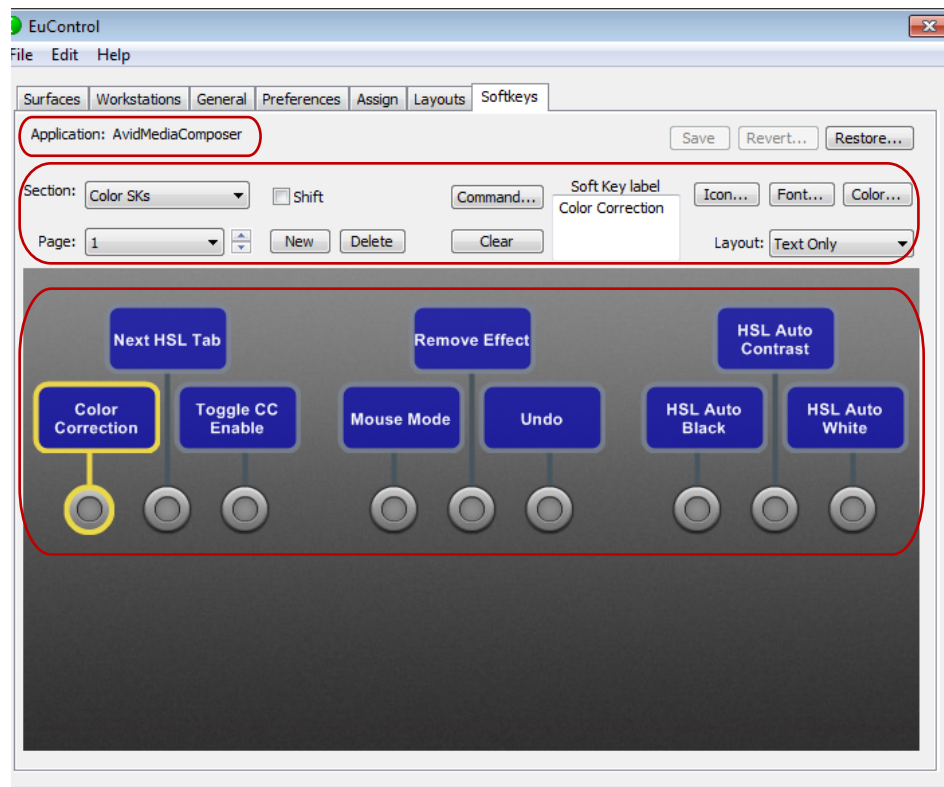 EuControl
File Edit Help
Surfaces Workstations General Preferences Assign Layouts Softkeys
Application: AvidMediaComposer
Save Revert... Restore...
Section: Color SKs Shift Command... Soft Key label Icon... Font... Color...
Color Correction
Page: 1 New Delete Clear Layout: Text Only
Next HSL Tab
Remove Effect
HSL Auto
Contrast
Color
Correction
Toggle CC
Enable
Mouse Mode
Undo
HSL Auto
Black
HSL Auto
White